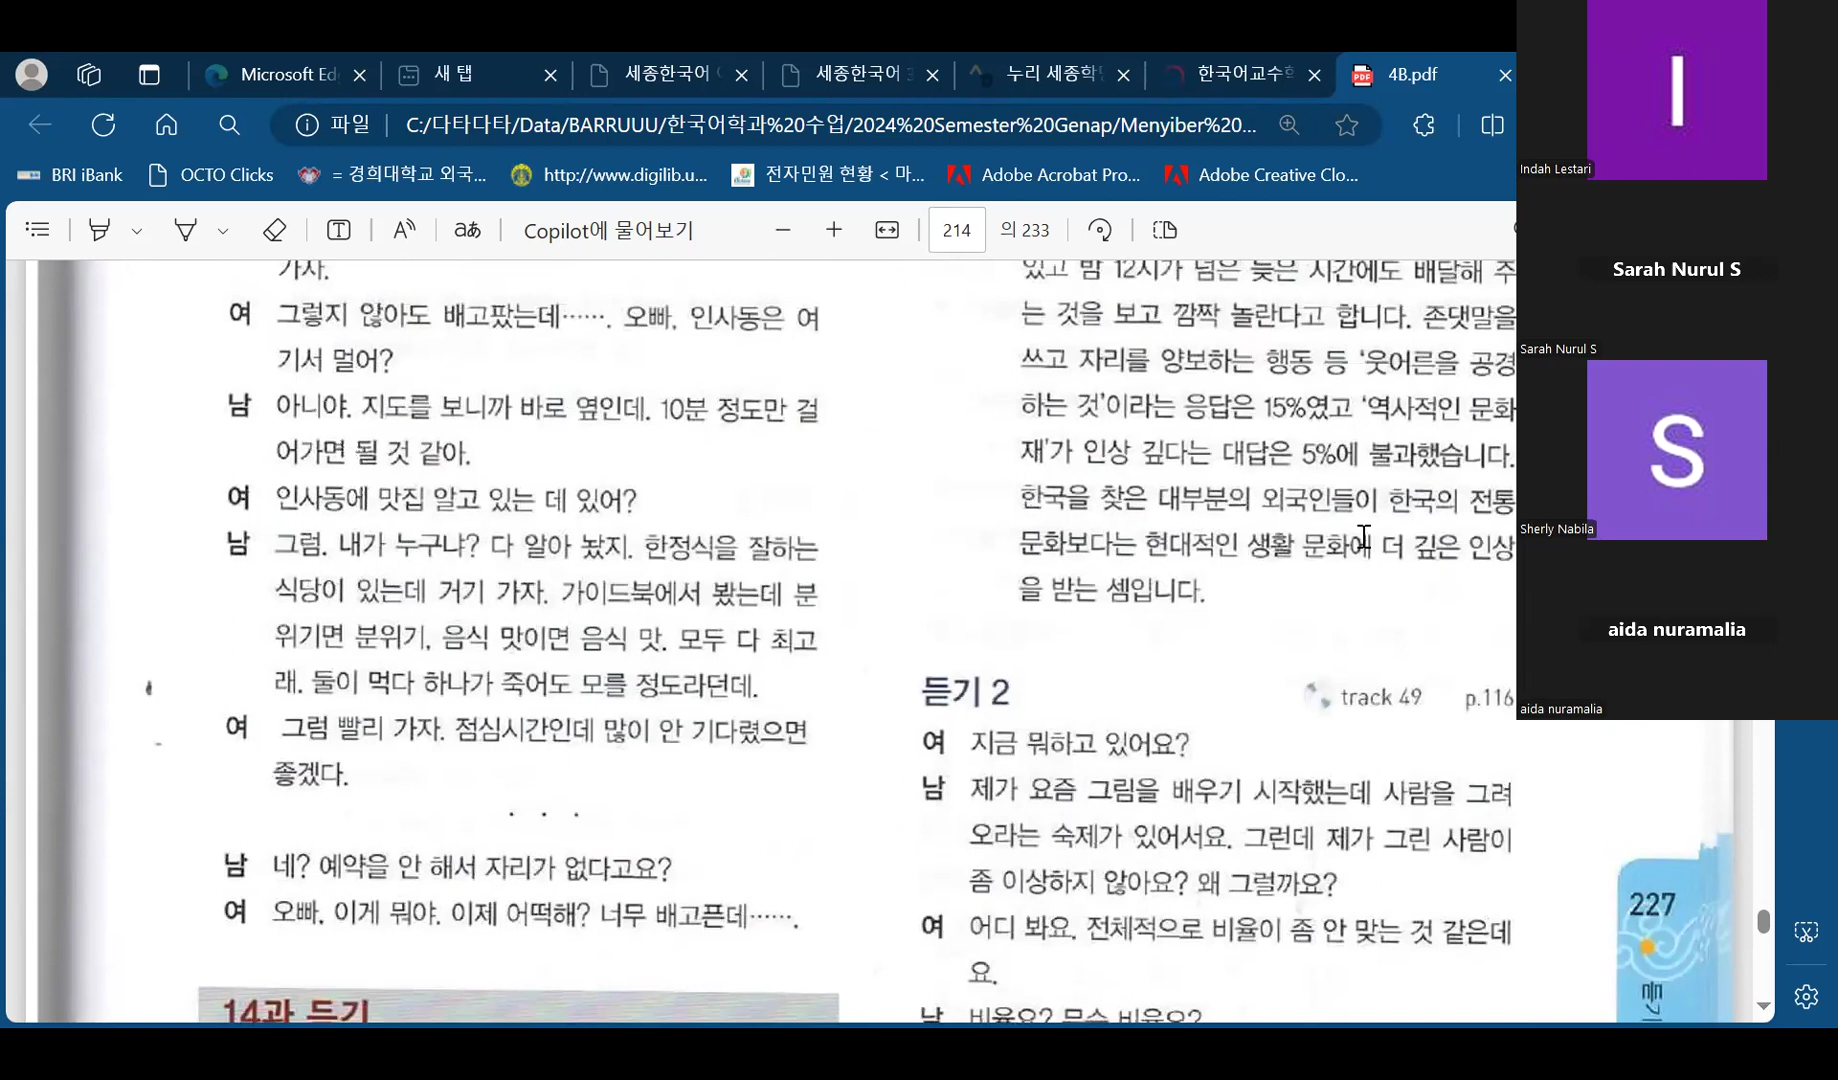 Microsoft Ed
새 탭
세종한국어
세종한국어
누리 세종학
한국어교수
4B.pdf
파일
C:/다타다타/Data/BARRUUU/한국어학과%20수업/2024%20Semester%20Genap/Menyiber%20...
BRI iBank
OCTO Clicks
= 경희대학교 외국...
http://www.digilib.u...
전자민원 현황 < 마...
Adobe Acrobat Pro...
Adobe Creative Clo...
Copilot에 물어보기
214
의 233
가자.
여 그렇지 않아도 배고팠는데……. 오빠, 인사동은 여
기서 멀어?
남 아니야. 지도를 보니까 바로 옆인데. 10분 정도만 걸
어가면 될 것 같아.
여 인사동에 맛집 알고 있는 데 있어?
남 그럼. 내가 누구냐? 다 알아 놨지. 한정식을 잘하는
식당이 있는데 거기 가자. 가이드북에서 봤는데 분
위기면 분위기, 음식 맛이면 음식 맛. 모두 다 최고
래. 둘이 먹다 하나가 죽어도 모를 정도라던데.
여 그럼 빨리 가자. 점심시간인데 많이 안 기다렸으면
좋겠다.
. . .
남 네? 예약을 안 해서 자리가 없다고요?
여 오빠, 이게 뭐야. 이제 어떡해? 너무 배고픈데…….
14과 듣기
있고 밤 12시가 넘은 늦은 시간에도 배달해 주
는 것을 보고 깜짝 놀란다고 합니다. 존댓말을
쓰고 자리를 양보하는 행동 등 '웃어른을 공경
하는 것'이라는 응답은 15%였고 '역사적인 문화
재'가 인상 깊다는 대답은 5%에 불과했습니다.
한국을 찾은 대부분의 외국인들이 한국의 전통
문화보다는 현대적인 생활 문화에 더 깊은 인상
을 받는 셈입니다.
듣기 2
track 49
p.116
여 지금 뭐하고 있어요?
남 제가 요즘 그림을 배우기 시작했는데 사람을 그려
오라는 숙제가 있어서요. 그런데 제가 그린 사람이
좀 이상하지 않아요? 왜 그럴까요?
여 어디 봐요. 전체적으로 비율이 좀 안 맞는 것 같은데
요.
남 비율요? 무슨 비율요?
227
듣기
I
Indah Lestari
Sarah Nurul S
Sarah Nurul S
S
Sherly Nabila
aida nuramalia
aida nuramalia